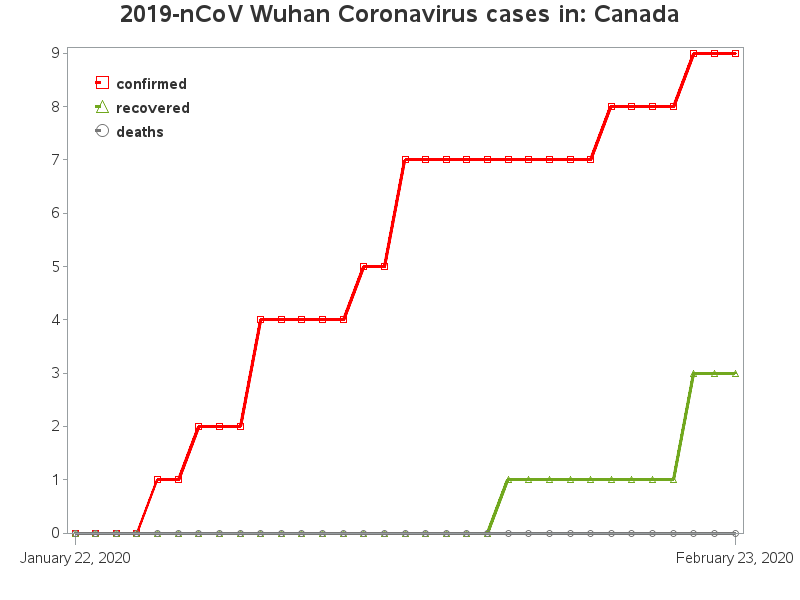 2019-nCoV Wuhan Coronavirus cases in: Canada
9
confirmed
8
recovered
deaths
7
6
5
4
3
2
1
0
January 22, 2020
February 23, 2020